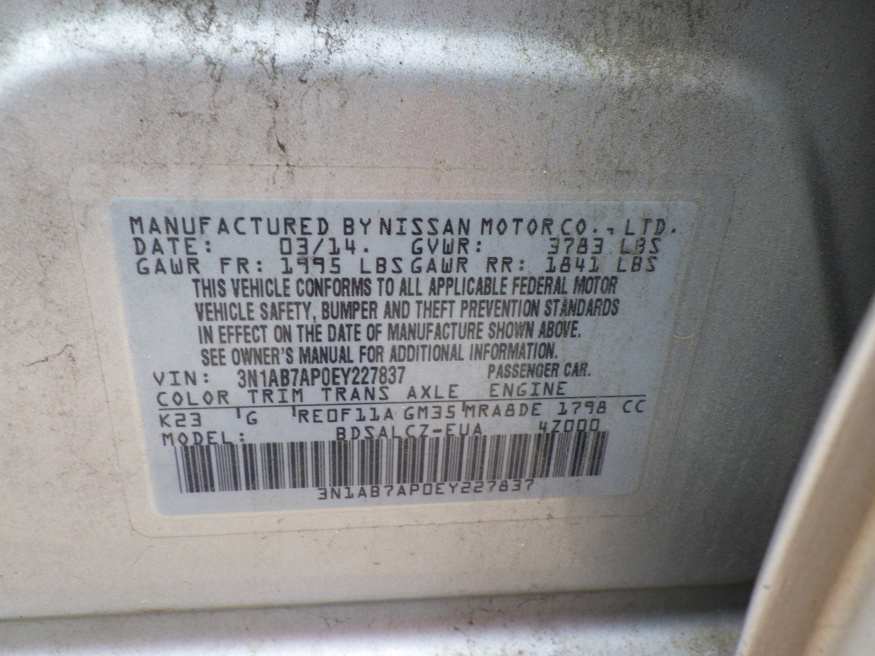 MANUFACTURED BY NISSAN MOTOR CO., LTD.
DATE: 03/14. GVWR: 3783 LBS
GAWR FR: 1995 LBS GAWR RR: 1841 LBS
THIS VEHICLE CONFORMS TO ALL APPLICABLE FEDERAL MOTOR
VEHICLE SAFETY, BUMPER AND THEFT PREVENTION STANDARDS
IN EFFECT ON THE DATE OF MANUFACTURE SHOWN ABOVE.
SEE OWNER'S MANUAL FOR ADDITIONAL INFORMATION.
VIN: 3N1AB7AP0EY227837 PASSENGER CAR.
COLOR TRIM TRANS AXLE ENGINE
K23 G RE0F11A GM35 MRA8DE 1798 CC
MODEL: BDSALCZ-EUA 4Z000
3N1AB7AP0EY227837